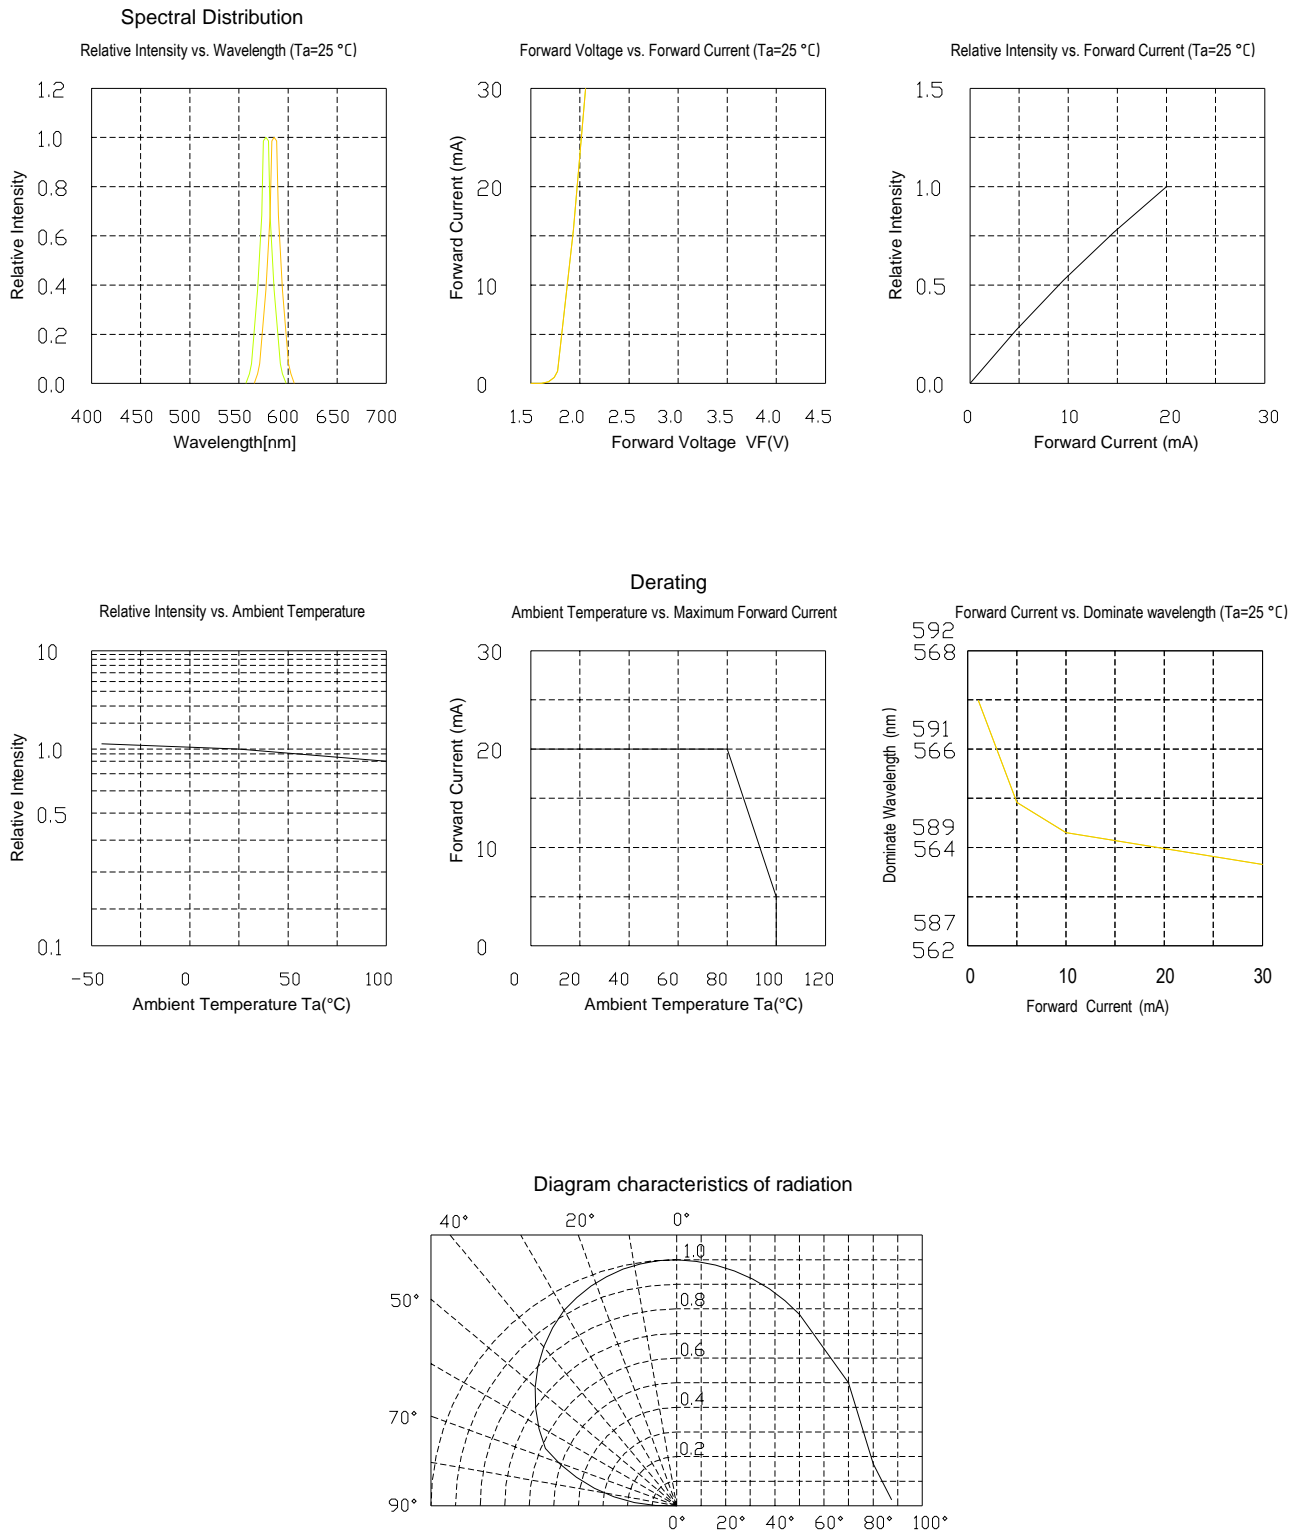 Spectral Distribution
Relative Intensity vs. Wavelength (Ta=25 °C)
1.2
1.0
0.8
0.6
0.4
0.2
0.0
Relative Intensity
400 450 500 550 600 650 700
Wavelength[nm]
Forward Voltage vs. Forward Current (Ta=25 °C)
30
20
10
0
Forward Current (mA)
1.5 2.0 2.5 3.0 3.5 4.0 4.5
Forward Voltage VF(V)
Relative Intensity vs. Forward Current (Ta=25 °C)
1.5
1.0
0.5
0.0
Relative Intensity
0 10 20 30
Forward Current (mA)
Relative Intensity vs. Ambient Temperature
10
1.0
0.5
0.1
Relative Intensity
-50 0 50 100
Ambient Temperature Ta(°C)
Derating
Ambient Temperature vs. Maximum Forward Current
30
20
10
0
Forward Current (mA)
0 20 40 60 80 100 120
Ambient Temperature Ta(°C)
Forward Current vs. Dominate wavelength (Ta=25 °C)
592
568
591
566
589
564
587
562
Dominate Wavelength (nm)
0 10 20 30
Forward Current (mA)
Diagram characteristics of radiation
40° 20° 0°
50°
70°
90°
1.0
0.8
0.6
0.4
0.2
0° 20° 40° 60° 80° 100°